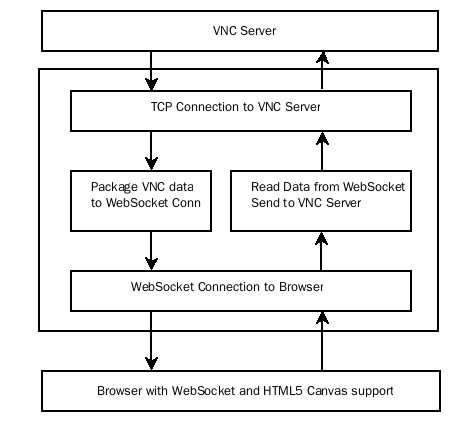 VNC Server
TCP Connection to VNC Server
Package VNC data
to WebSocket Conn
Read Data from WebSocket
Send to VNC Server
WebSocket Connection to Browser
Browser with WebSocket and HTML5 Canvas support